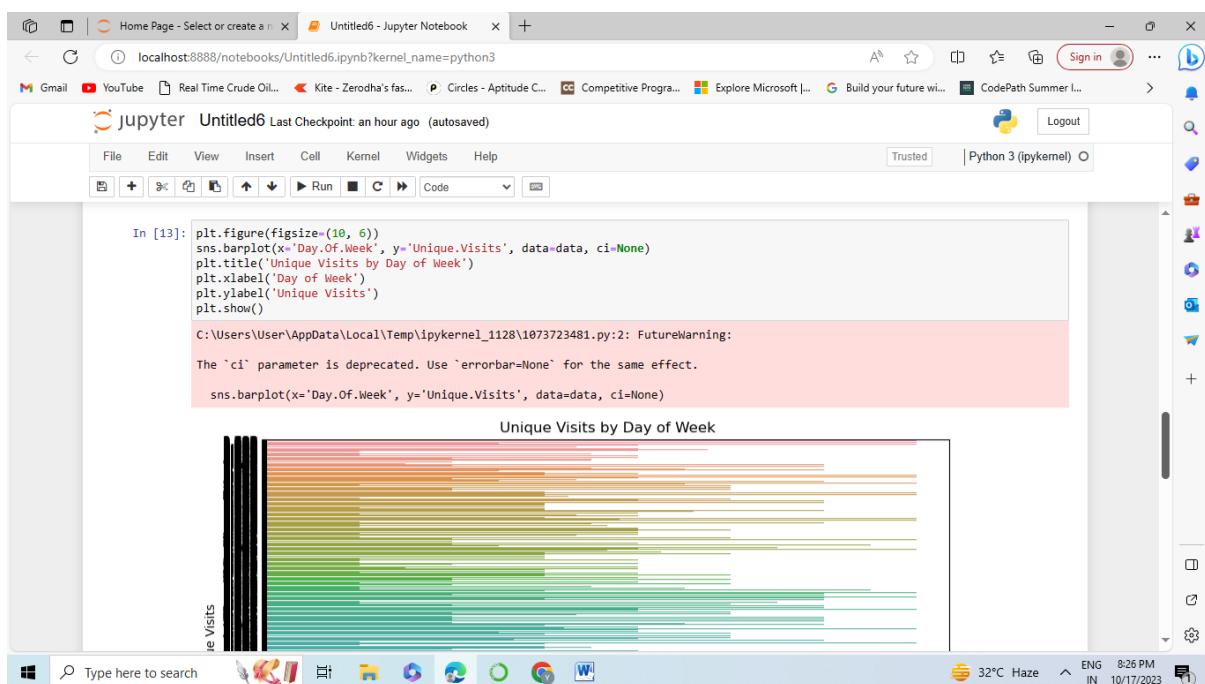 Home Page - Select or create a n
Untitled6 - Jupyter Notebook
localhost:8888/notebooks/Untitled6.ipynb?kernel_name=python3
Sign in
Gmail
YouTube
Real Time Crude Oil...
Kite - Zerodha's fas...
Circles - Aptitude C...
Competitive Progra...
Explore Microsoft |...
Build your future wi...
CodePath Summer I...
jupyter Untitled6 Last Checkpoint: an hour ago (autosaved)
Logout
File Edit View Insert Cell Kernel Widgets Help
Trusted
Python 3 (ipykernel)
Run
Code
In [13]:
plt.figure(figsize=(10, 6))
sns.barplot(x='Day.Of.Week', y='Unique.Visits', data=data, ci=None)
plt.title('Unique Visits by Day of Week')
plt.xlabel('Day of Week')
plt.ylabel('Unique Visits')
plt.show()
C:\Users\User\AppData\Local\Temp\ipykernel_1128\1073723481.py:2: FutureWarning:
The `ci` parameter is deprecated. Use `errorbar=None` for the same effect.
sns.barplot(x='Day.Of.Week', y='Unique.Visits', data=data, ci=None)
Unique Visits by Day of Week
Visits
Type here to search
32°C Haze
ENG
IN
8:26 PM
10/17/2023